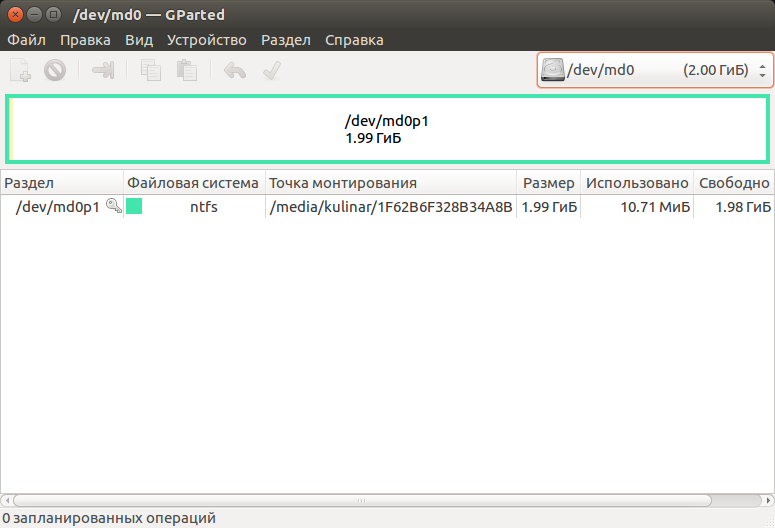 /dev/md0 — GParted
Файл Правка Вид Устройство Раздел Справка
/dev/md0 (2.00 ГиБ)
/dev/md0p1
1.99 ГиБ
Раздел Файловая система Точка монтирования Размер Использовано Свободно
/dev/md0p1 ntfs /media/kulinar/1F62B6F328B34A8B 1.99 ГиБ 10.71 МиБ 1.98 ГиБ
0 запланированных операций